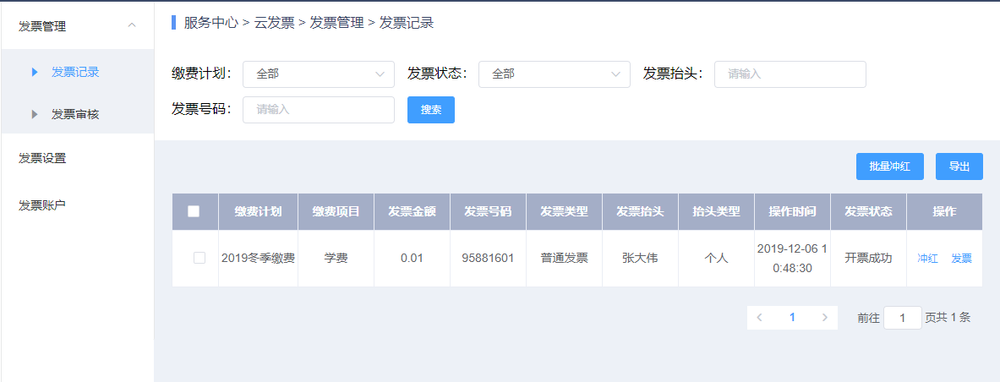 发票管理
发票记录
发票审核
发票设置
发票账户
服务中心 > 云发票 > 发票管理 > 发票记录
缴费计划： 全部 发票状态： 全部 发票抬头： 请输入
发票号码： 请输入 搜索
批量冲红 导出
缴费计划 缴费项目 发票金额 发票号码 发票类型 发票抬头 抬头类型 操作时间 发票状态 操作
2019冬季缴费 学费 0.01 95881601 普通发票 张大伟 个人 2019-12-06 1 开票成功 冲红 发票
0:48:30
1 前往 1 页共 1 条